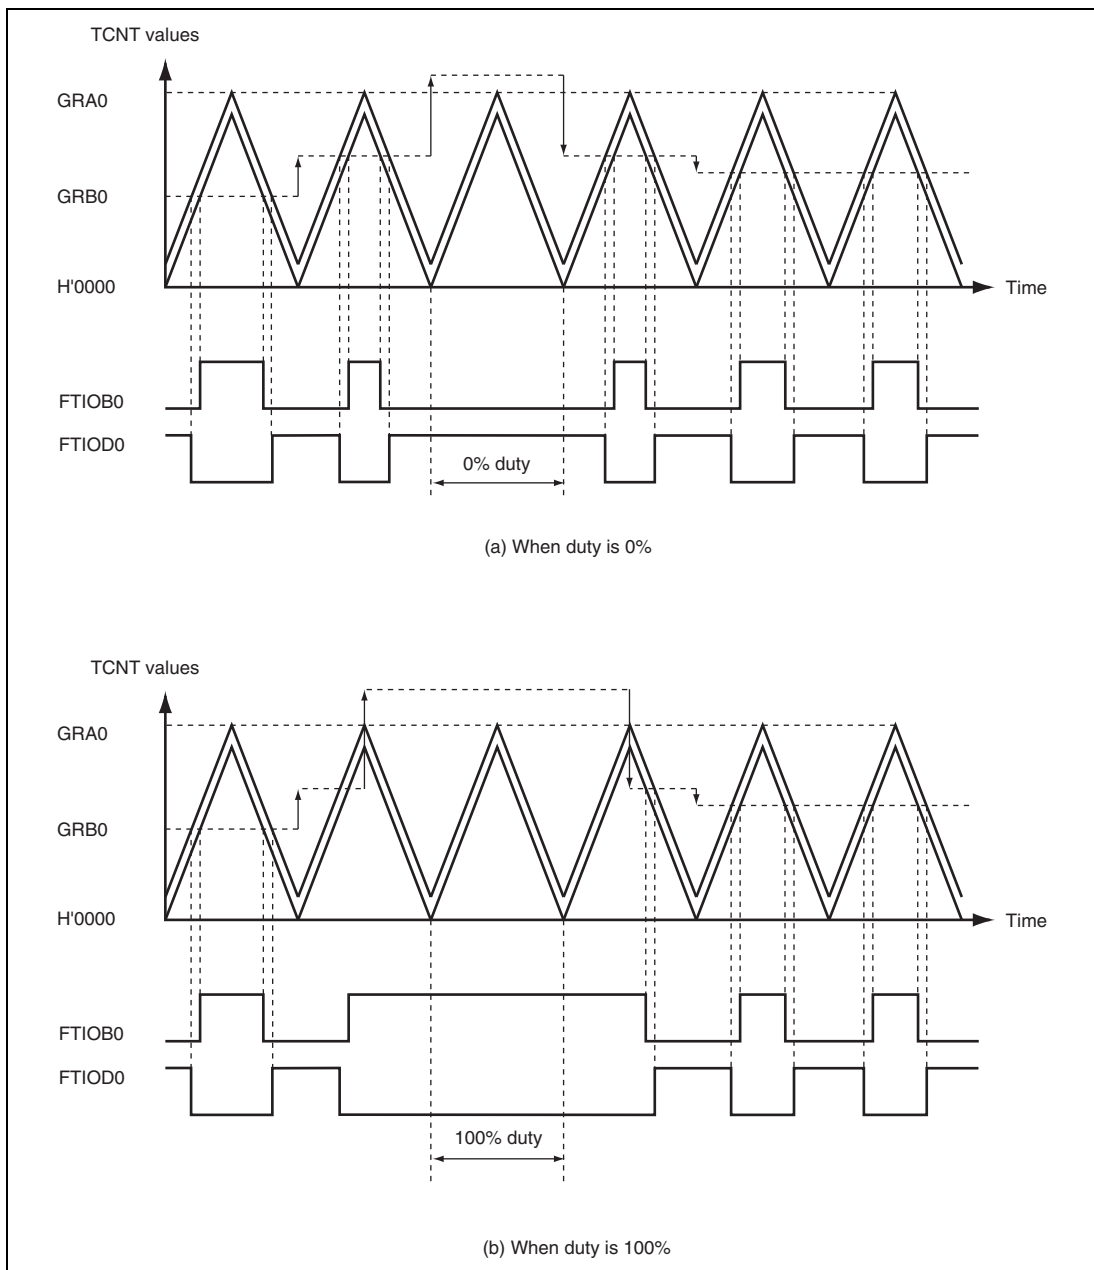 TCNT values
GRA0
GRB0
H'0000
Time
FTIOB0
FTIOD0
0% duty
(a) When duty is 0%
TCNT values
GRA0
GRB0
H'0000
Time
FTIOB0
FTIOD0
100% duty
(b) When duty is 100%